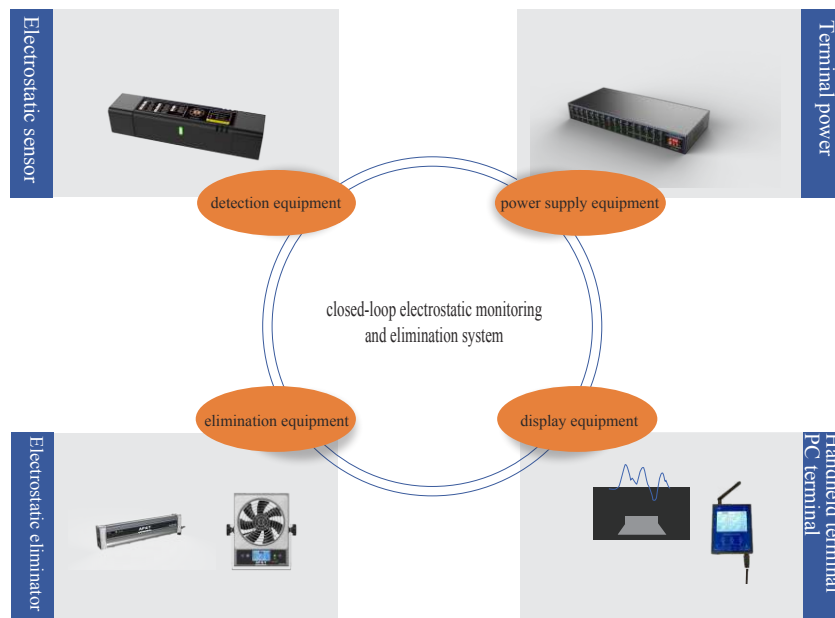 Electrostatic sensor
Terminal power
detection equipment
power supply equipment
closed-loop electrostatic monitoring
and elimination system
elimination equipment
display equipment
Electrostatic eliminator
Handheld terminal
PC terminal